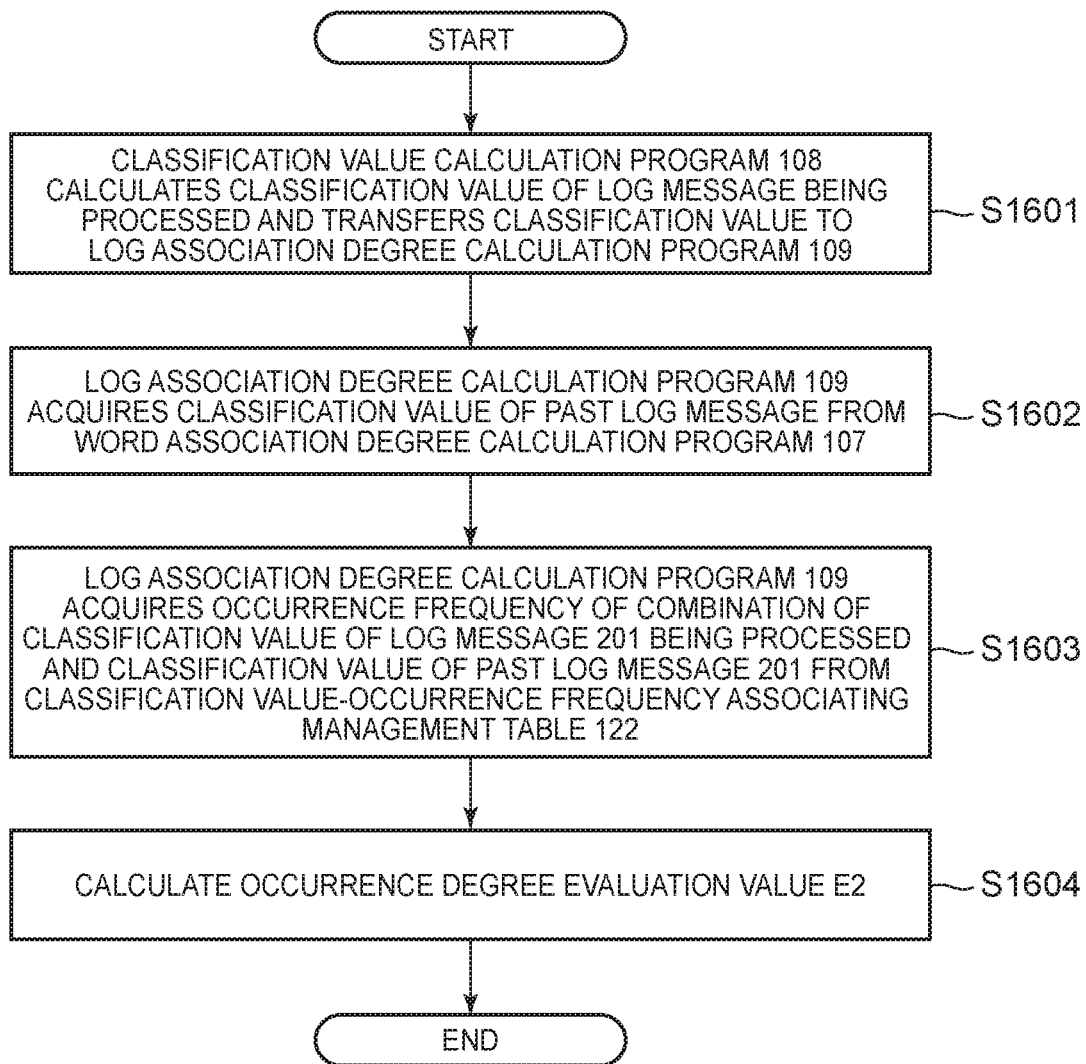 START
CLASSIFICATION VALUE CALCULATION PROGRAM 108
CALCULATES CLASSIFICATION VALUE OF LOG MESSAGE BEING
PROCESSED AND TRANSFERS CLASSIFICATION VALUE TO
LOG ASSOCIATION DEGREE CALCULATION PROGRAM 109
S1601
LOG ASSOCIATION DEGREE CALCULATION PROGRAM 109
ACQUIRES CLASSIFICATION VALUE OF PAST LOG MESSAGE FROM
WORD ASSOCIATION DEGREE CALCULATION PROGRAM 107
S1602
LOG ASSOCIATION DEGREE CALCULATION PROGRAM 109
ACQUIRES OCCURRENCE FREQUENCY OF COMBINATION OF
CLASSIFICATION VALUE OF LOG MESSAGE 201 BEING PROCESSED
AND CLASSIFICATION VALUE OF PAST LOG MESSAGE 201 FROM
CLASSIFICATION VALUE-OCCURRENCE FREQUENCY ASSOCIATING
MANAGEMENT TABLE 122
S1603
CALCULATE OCCURRENCE DEGREE EVALUATION VALUE E2
S1604
END